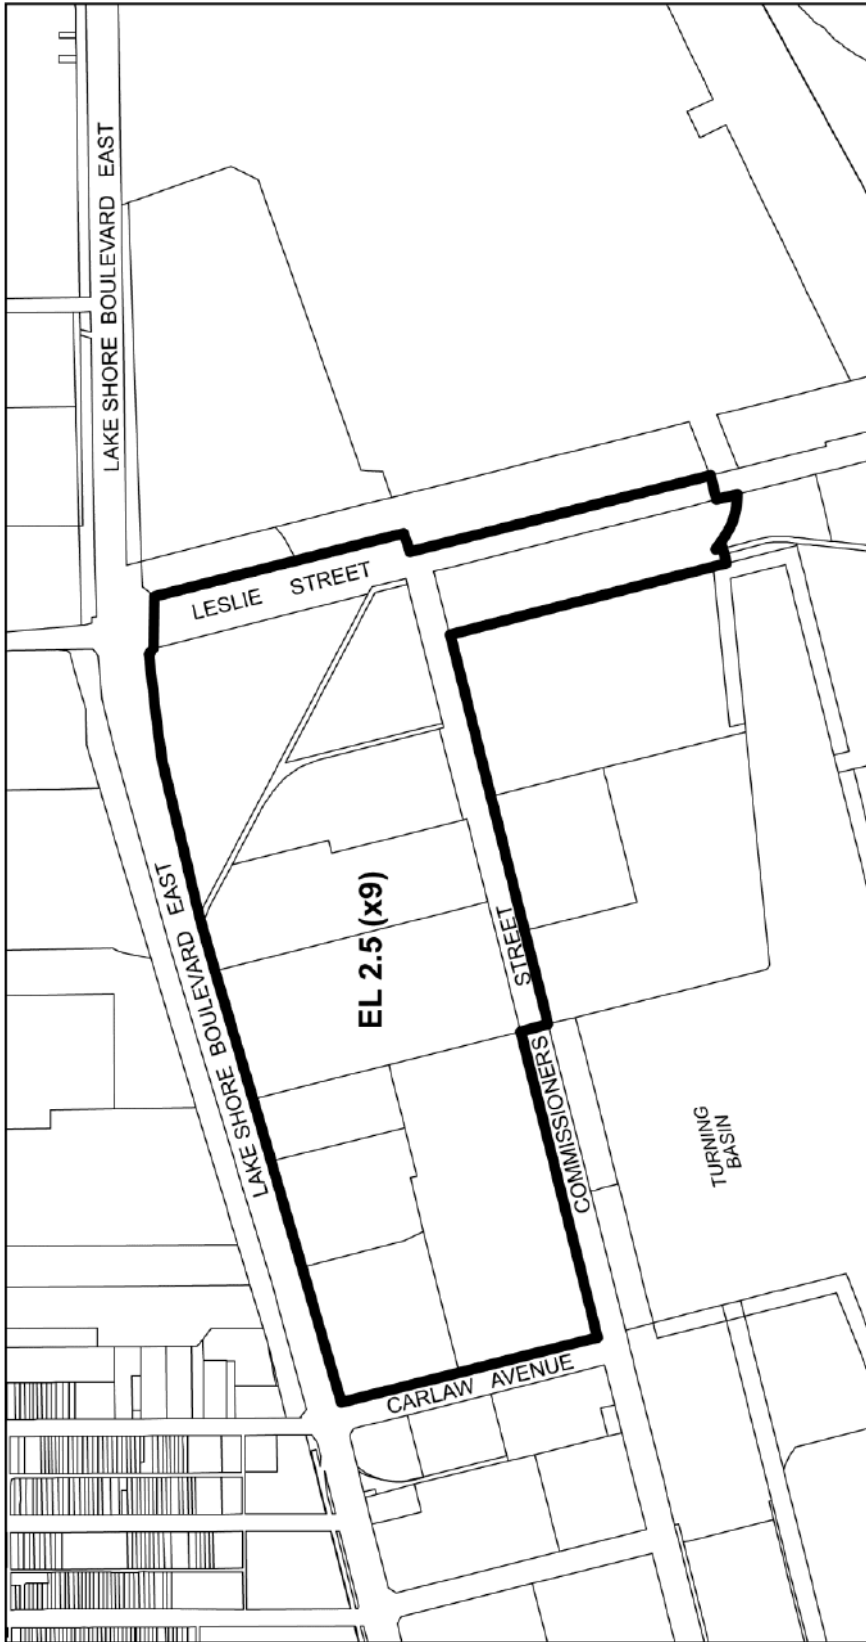 LAKE SHORE BOULEVARD EAST
LESLIE STREET
LAKE SHORE BOULEVARD EAST
EL 2.5 (x9)
COMMISSIONERS STREET
TURNING
BASIN
CARLAW AVENUE